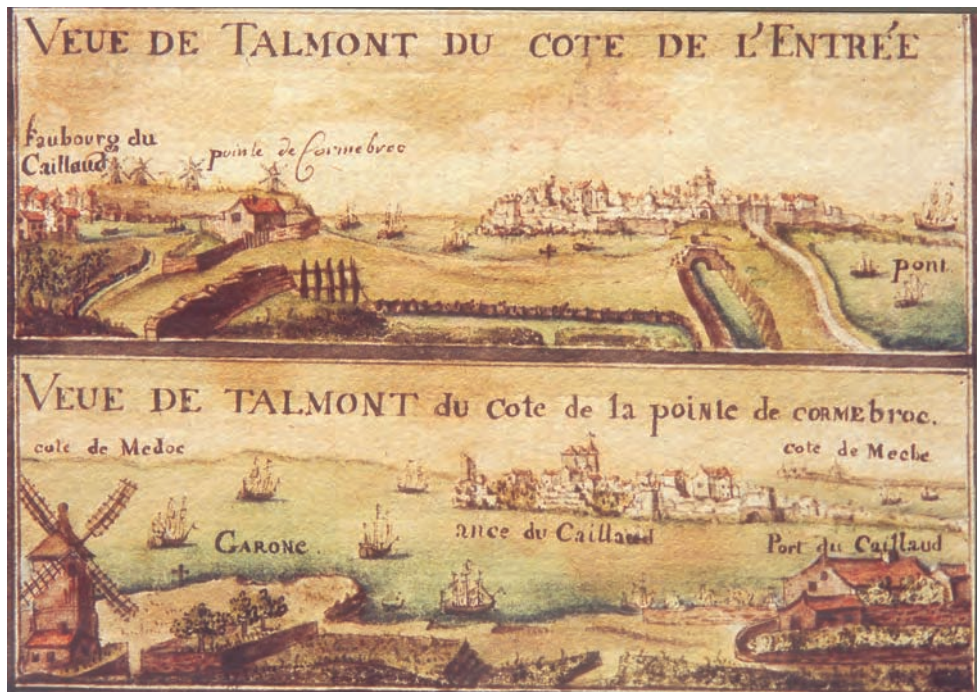 VEUE DE TALMONT DU COTE DE L'ENTRÉE
faubourg du
Caillaud
pointe de Cormebroc
pont
VEUE DE TALMONT du cote de la pointe de CORMEbroc.
cote de Medoc
cote de Meche
GARONE.
ance du Caillaud
Port du Caillaud